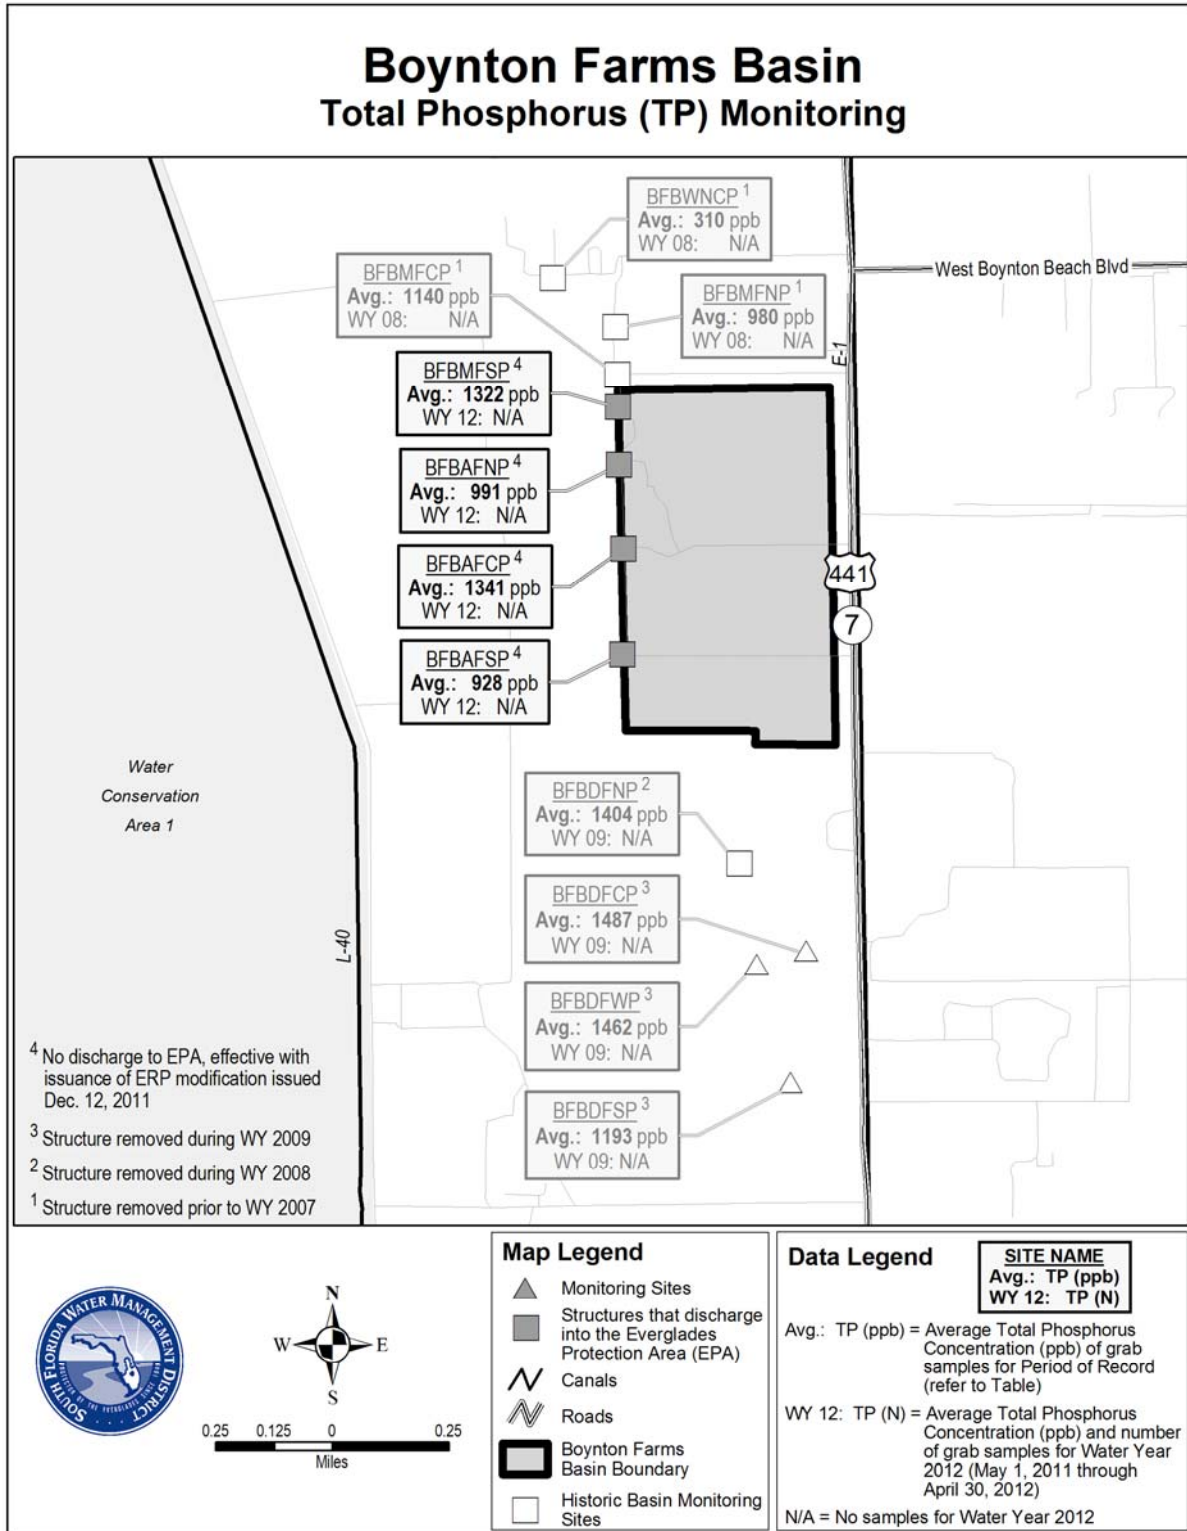 Boynton Farms Basin
Total Phosphorus (TP) Monitoring
BFBWNCP 1
Avg.: 310 ppb
WY 08: N/A
BFBMFCP 1
Avg.: 1140 ppb
WY 08: N/A
BFBMFNP 1
Avg.: 980 ppb
WY 08: N/A
West Boynton Beach Blvd
E-1
BFBMFSP 4
Avg.: 1322 ppb
WY 12: N/A
BFBAFNP 4
Avg.: 991 ppb
WY 12: N/A
BFBAFCP 4
Avg.: 1341 ppb
WY 12: N/A
441
7
BFBAFSP 4
Avg.: 928 ppb
WY 12: N/A
Water
Conservation
Area 1
BFBDFNP 2
Avg.: 1404 ppb
WY 09: N/A
BFBDFCP 3
Avg.: 1487 ppb
WY 09: N/A
L-40
BFBDFWP 3
Avg.: 1462 ppb
WY 09: N/A
BFBDFSP 3
Avg.: 1193 ppb
WY 09: N/A
4 No discharge to EPA, effective with
issuance of ERP modification issued
Dec. 12, 2011
3 Structure removed during WY 2009
2 Structure removed during WY 2008
1 Structure removed prior to WY 2007
SOUTH FLORIDA WATER MANAGEMENT DISTRICT
N
W
E
S
0.25 0.125 0 0.25
Miles
Map Legend
Monitoring Sites
Structures that discharge
into the Everglades
Protection Area (EPA)
Canals
Roads
Boynton Farms
Basin Boundary
Historic Basin Monitoring
Sites
Data Legend
SITE NAME
Avg.: TP (ppb)
WY 12: TP (N)
Avg.: TP (ppb) = Average Total Phosphorus
Concentration (ppb) of grab
samples for Period of Record
(refer to Table)
WY 12: TP (N) = Average Total Phosphorus
Concentration (ppb) and number
of grab samples for Water Year
2012 (May 1, 2011 through
April 30, 2012)
N/A = No samples for Water Year 2012